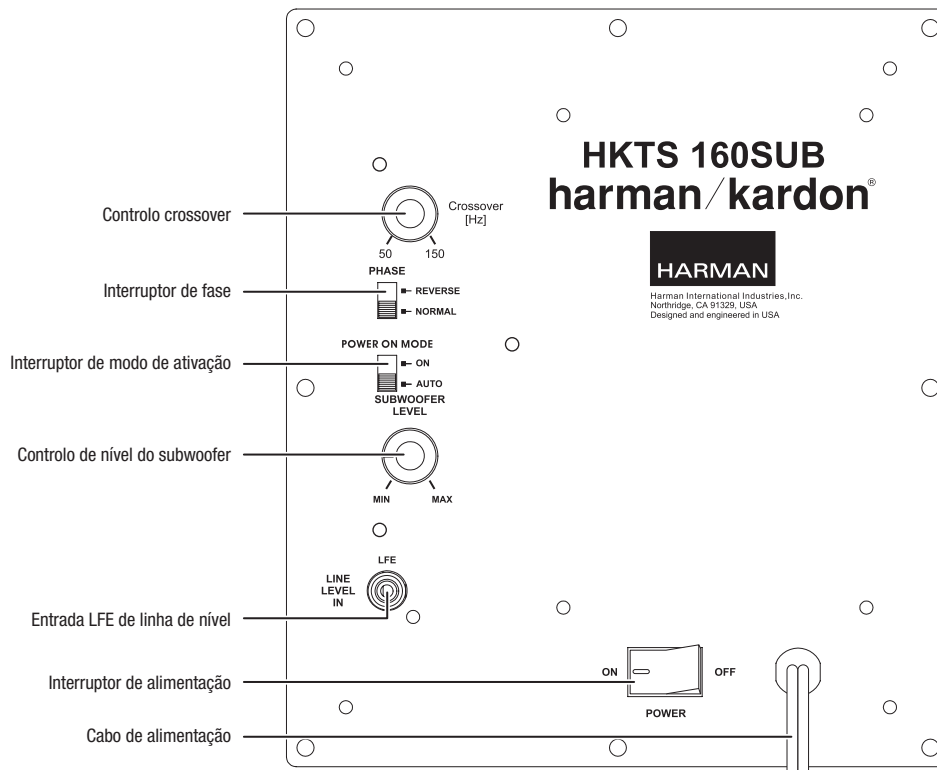 HKTS 160SUB
harman/kardon®
HARMAN
Harman International Industries,Inc.
Northridge, CA 91329, USA
Designed and engineered in USA
Controlo crossover
Crossover
[Hz]
50 150
PHASE
Interruptor de fase
REVERSE
NORMAL
POWER ON MODE
Interruptor de modo de ativação
ON
AUTO
SUBWOOFER
LEVEL
Controlo de nível do subwoofer
MIN MAX
LFE
LINE
LEVEL
IN
Entrada LFE de linha de nível
Interruptor de alimentação
ON OFF
POWER
Cabo de alimentação